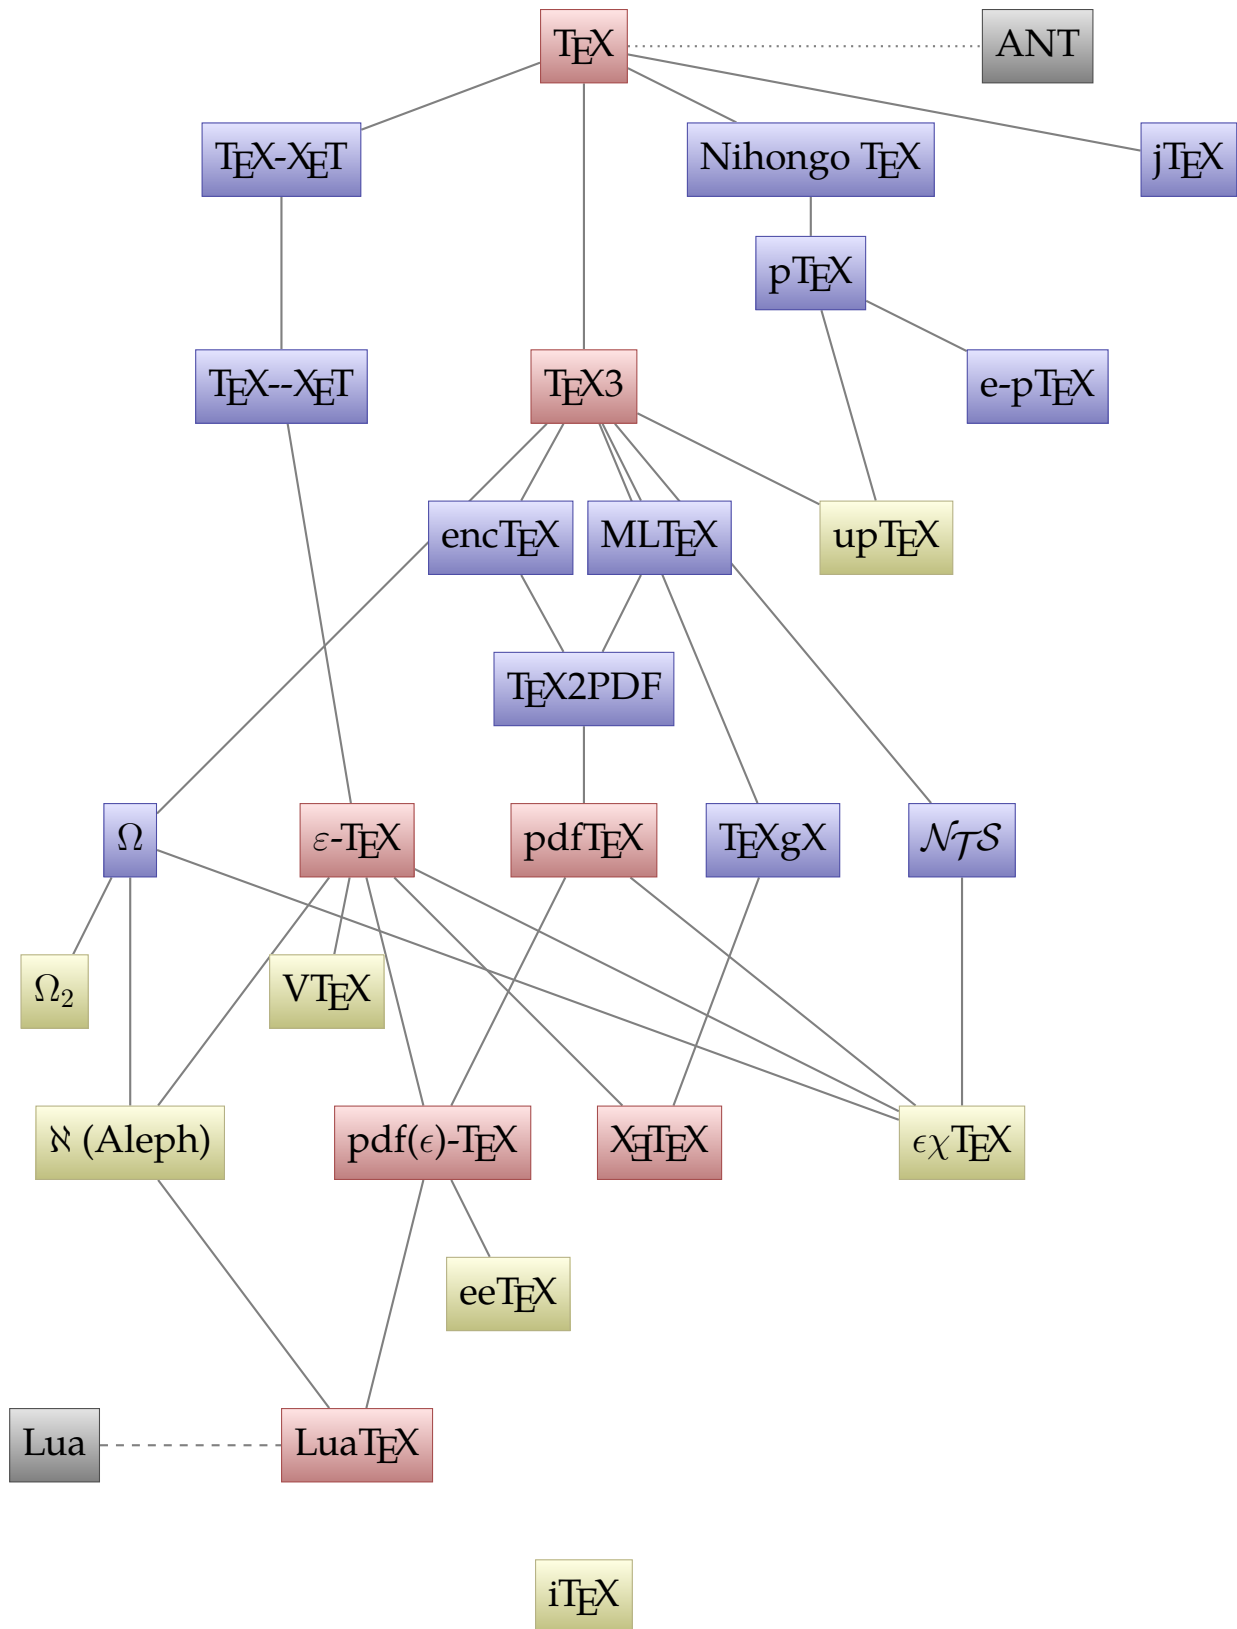 TEX
ANT
TEX-XET
Nihongo TEX
jTEX
pTEX
TEX--XET
TEX3
e-pTEX
encTEX
MLTEX
upTEX
TEX2PDF
Ω
ε-TEX
pdfTEX
TEXgX
NTS
Ω₂
VTEX
ℵ (Aleph)
pdf(ϵ)-TEX
XƎTEX
ϵχTEX
eeTEX
Lua
LuaTEX
iTEX